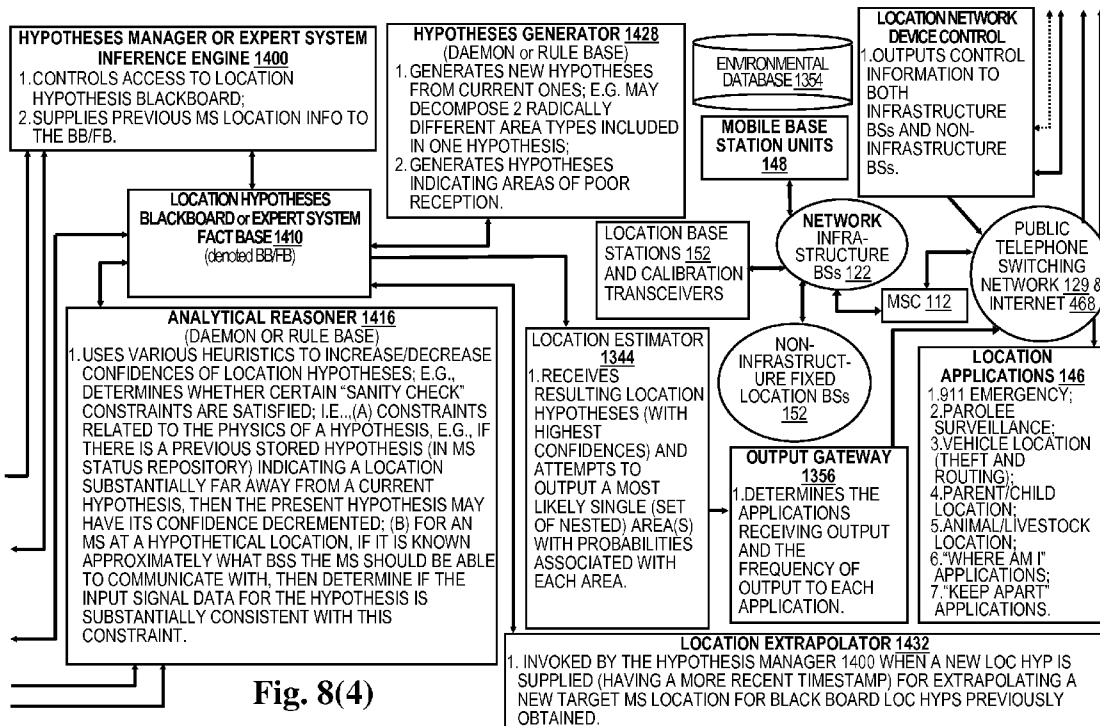 HYPOTHESES MANAGER OR EXPERT SYSTEM
INFERENCE ENGINE 1400
1. CONTROLS ACCESS TO LOCATION
HYPOTHESIS BLACKBOARD;
2. SUPPLIES PREVIOUS MS LOCATION INFO TO
THE BB/FB.
HYPOTHESES GENERATOR 1428
(DAEMON or RULE BASE)
1. GENERATES NEW HYPOTHESES
FROM CURRENT ONES; E.G. MAY
DECOMPOSE 2 RADICALLY
DIFFERENT AREA TYPES INCLUDED
IN ONE HYPOTHESIS;
2. GENERATES HYPOTHESES
INDICATING AREAS OF POOR
RECEPTION.
ENVIRONMENTAL
DATABASE 1354
MOBILE BASE
STATION UNITS
148
LOCATION NETWORK
DEVICE CONTROL
1. OUTPUTS CONTROL
INFORMATION TO
BOTH
INFRASTRUCTURE
BSs AND NON-
INFRASTRUCTURE
BSs.
LOCATION HYPOTHESES
BLACKBOARD or EXPERT SYSTEM
FACT BASE 1410
(denoted BB/FB)
LOCATION BASE
STATIONS 152
AND CALIBRATION
TRANSCEIVERS
NETWORK
INFRA-
STRUCTURE
BSs 122
MSC 112
PUBLIC
TELEPHONE
SWITCHING
NETWORK 129 &
INTERNET 468
ANALYTICAL REASONER 1416
(DAEMON OR RULE BASE)
1. USES VARIOUS HEURISTICS TO INCREASE/DECREASE
CONFIDENCES OF LOCATION HYPOTHESES; E.G.,
DETERMINES WHETHER CERTAIN “SANITY CHECK”
CONSTRAINTS ARE SATISFIED; I.E..,(A) CONSTRAINTS
RELATED TO THE PHYSICS OF A HYPOTHESIS, E.G., IF
THERE IS A PREVIOUS STORED HYPOTHESIS (IN MS
STATUS REPOSITORY) INDICATING A LOCATION
SUBSTANTIALLY FAR AWAY FROM A CURRENT
HYPOTHESIS, THEN THE PRESENT HYPOTHESIS MAY
HAVE ITS CONFIDENCE DECREMENTED; (B) FOR AN
MS AT A HYPOTHETICAL LOCATION, IF IT IS KNOWN
APPROXIMATELY WHAT BSS THE MS SHOULD BE ABLE
TO COMMUNICATE WITH, THEN DETERMINE IF THE
INPUT SIGNAL DATA FOR THE HYPOTHESIS IS
SUBSTANTIALLY CONSISTENT WITH THIS
CONSTRAINT.
LOCATION ESTIMATOR
1344
1. RECEIVES
RESULTING LOCATION
HYPOTHESES (WITH
HIGHEST
CONFIDENCES) AND
ATTEMPTS TO
OUTPUT A MOST
LIKELY SINGLE (SET
OF NESTED) AREA(S)
WITH PROBABILITIES
ASSOCIATED WITH
EACH AREA.
NON-
INFRASTRUCT-
URE FIXED
LOCATION BSs
152
OUTPUT GATEWAY
1356
1. DETERMINES THE
APPLICATIONS
RECEIVING OUTPUT
AND THE
FREQUENCY OF
OUTPUT TO EACH
APPLICATION.
LOCATION
APPLICATIONS 146
1.911 EMERGENCY;
2.PAROLEE
SURVEILLANCE;
3.VEHICLE LOCATION
(THEFT AND
ROUTING);
4.PARENT/CHILD
LOCATION;
5.ANIMAL/LIVESTOCK
LOCATION;
6.“WHERE AM I”
APPLICATIONS;
7.“KEEP APART”
APPLICATIONS.
LOCATION EXTRAPOLATOR 1432
1. INVOKED BY THE HYPOTHESIS MANAGER 1400 WHEN A NEW LOC HYP IS
SUPPLIED (HAVING A MORE RECENT TIMESTAMP) FOR EXTRAPOLATING A
NEW TARGET MS LOCATION FOR BLACK BOARD LOC HYPS PREVIOUSLY
OBTAINED.
Fig. 8(4)